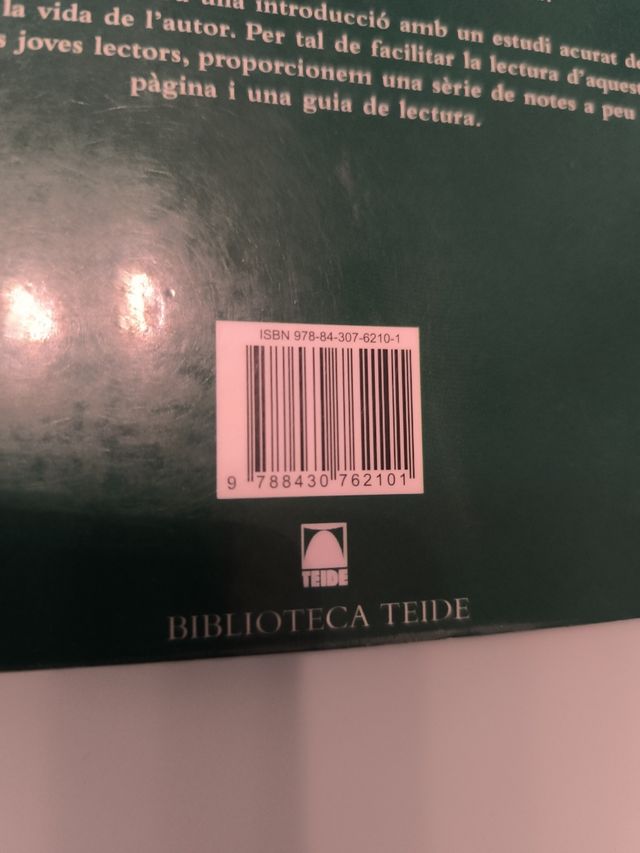 una introducció amb un estudi acurat
la vida de l'autor. Per tal de facilitar la lectura d'aquest
joves lectors, proporcionem una sèrie de notes a peu
pàgina i una guia de lectura.
ISBN 978-84-307-6210-1
9 788430 762101
TEIDE
BIBLIOTECA TEIDE